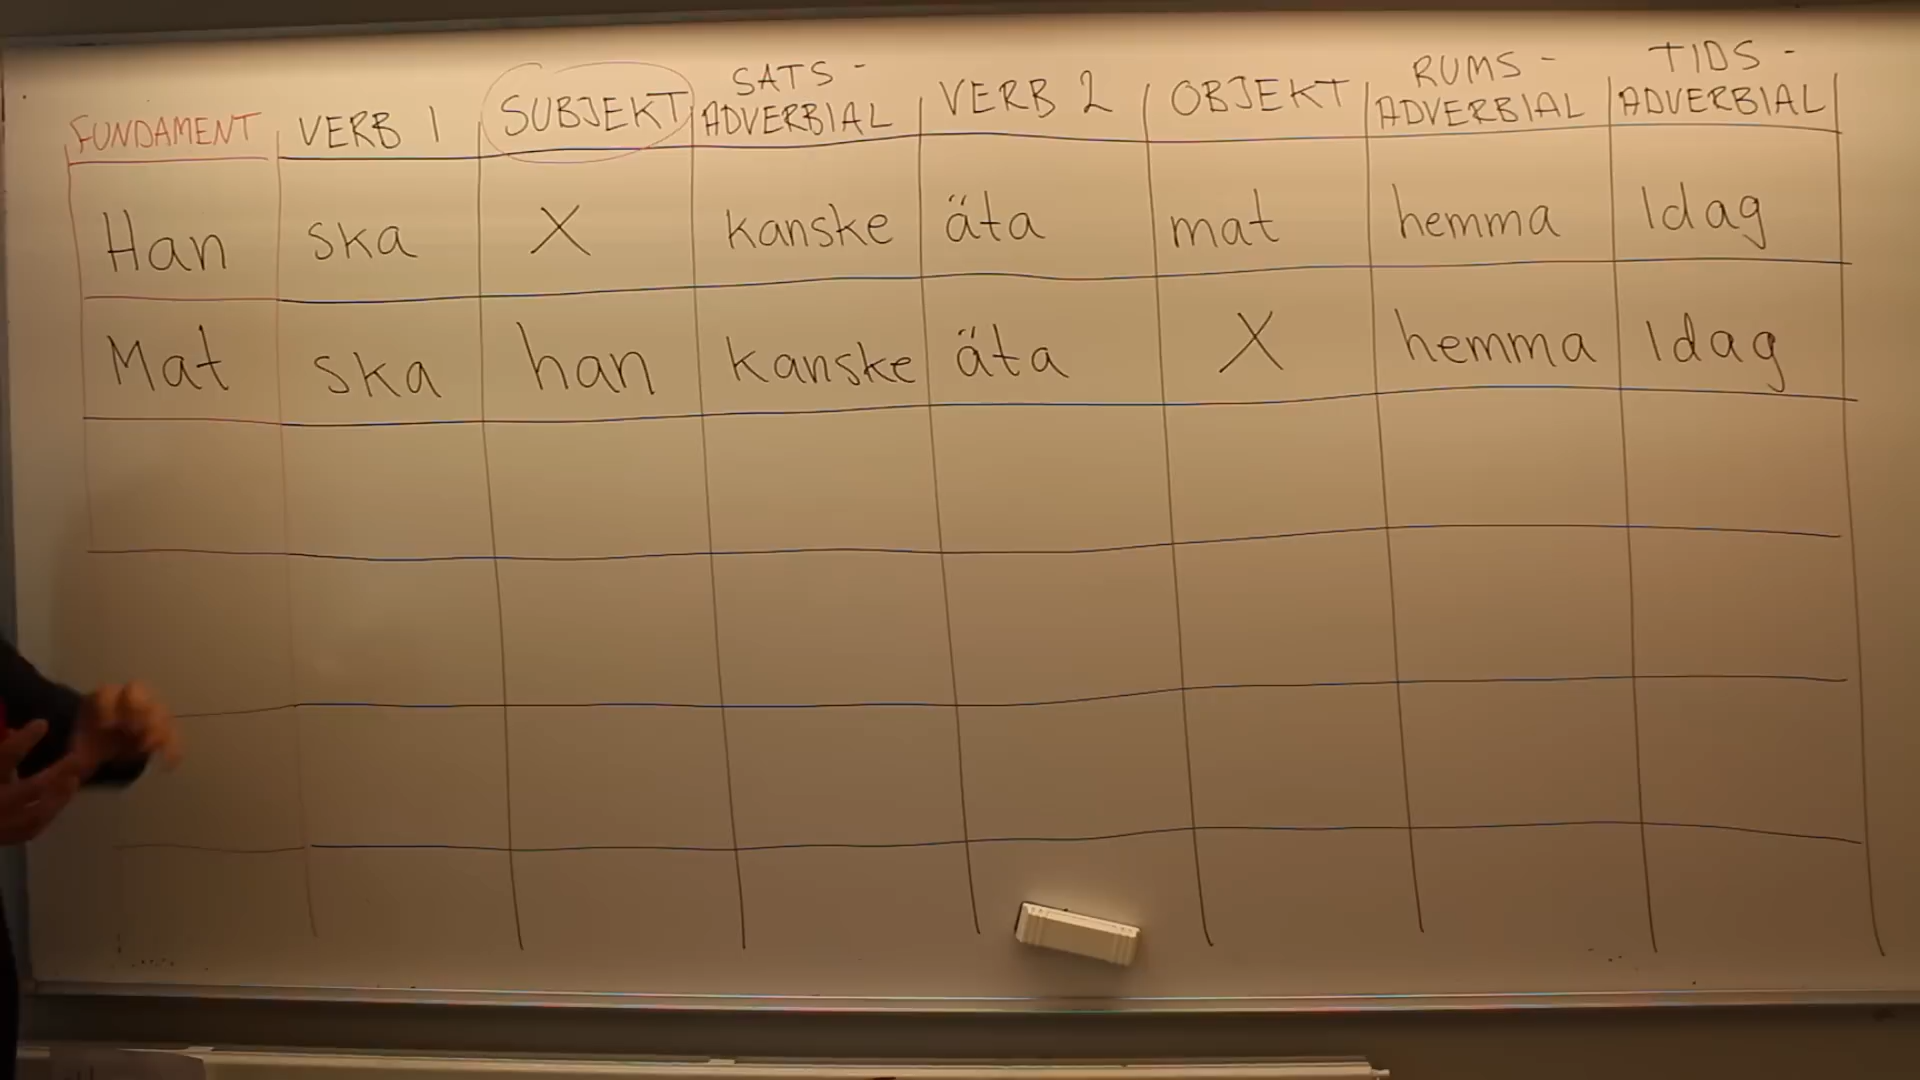 FUNDAMENT VERB 1 SUBJEKT SATS-ADVERBIAL VERB 2 OBJEKT RUMS-ADVERBIAL TIDS-ADVERBIAL
Han ska X kanske äta mat hemma Idag
Mat ska han kanske äta X hemma Idag